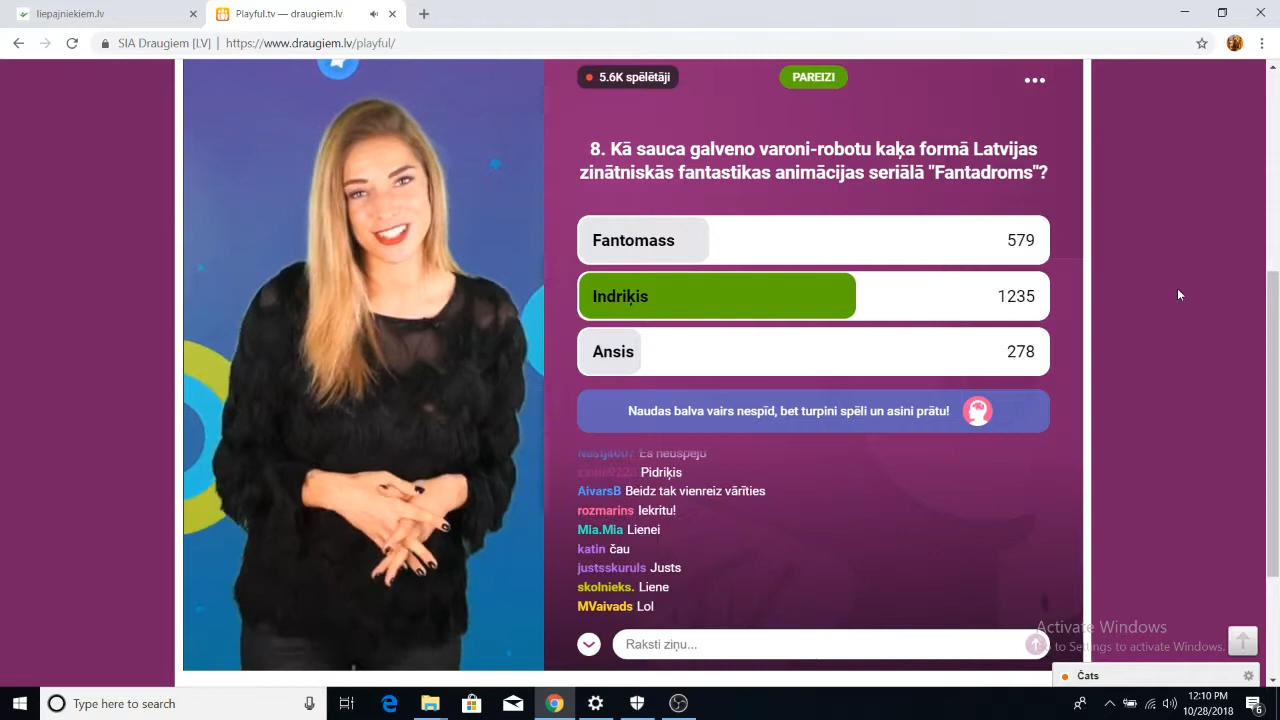 liepajniekiem.lv
Playful.tv — draugiem.lv
SIA Draugiem [LV] | https://www.draugiem.lv/playful/
5.6K spēlētāji
PAREIZI
8. Kā sauca galveno varoni-robotu kaķa formā Latvijas
zinātniskās fantastikas animācijas seriālā "Fantadroms"?
Fantomass 579
Indriķis 1235
Ansis 278
Naudas balva vairs nespīd, bet turpini spēli un asini prātu!
Es neuspēju
Pidriķis
AivarsB Beidz tak vienreiz vārīties
rozmarins Iekritu!
Mia.Mia Lienei
katin čau
justsskuruls Justs
skolnieks. Liene
MVaivads Lol
Raksti ziņu...
Activate Windows
to Settings to activate Windows.
Čats
Type here to search
12:10 PM
10/28/2018
6